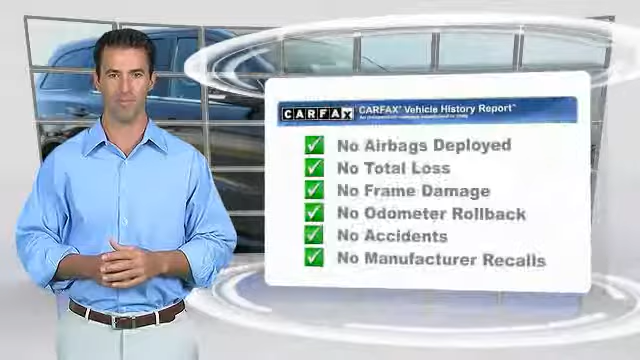 CARFAX CARFAX® Vehicle History Report™
No Airbags Deployed
No Total Loss
No Frame Damage
No Odometer Rollback
No Accidents
No Manufacturer Recalls